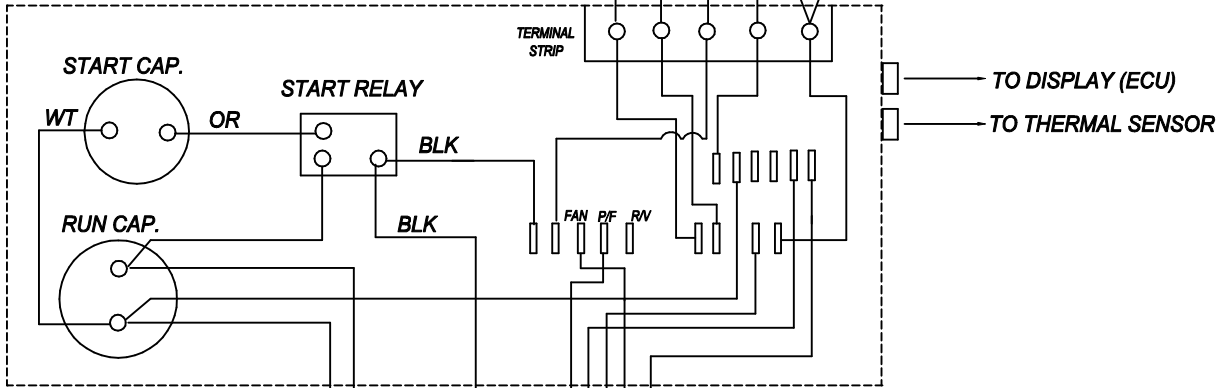 TERMINAL
STRIP
START CAP.
START RELAY
TO DISPLAY (ECU)
WT
OR
TO THERMAL SENSOR
BLK
RUN CAP.
BLK
FAN P/F R/V